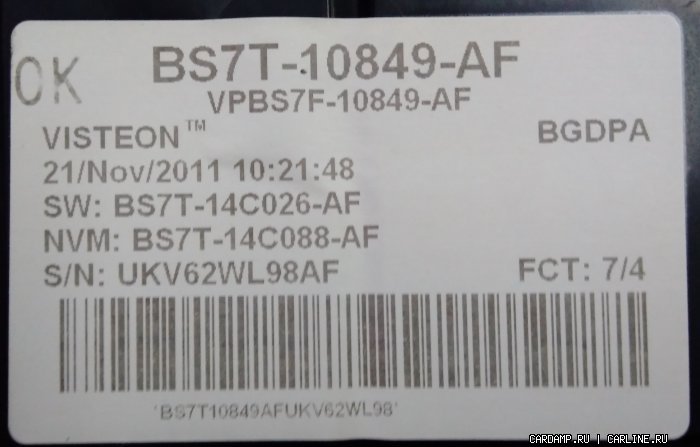 OK
BS7T-10849-AF
VPBS7F-10849-AF
VISTEON™ BGDPA
21/Nov/2011 10:21:48
SW: BS7T-14C026-AF
NVM: BS7T-14C088-AF
S/N: UKV62WL98AF FCT: 7/4
'BS7T10849AFUKV62WL98'
CARDAMP.RU | CARLINE.RU